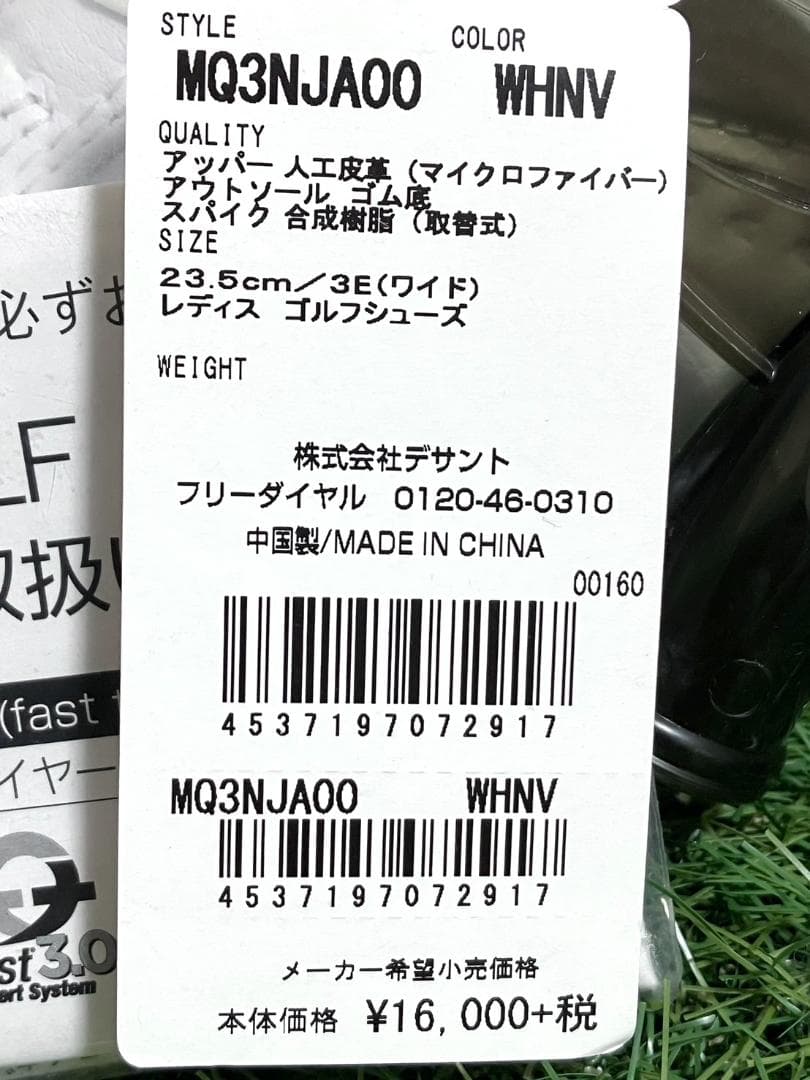 STYLE
COLOR
MQ3NJA00
WHNV
QUALITY
アッパー 人工皮革 (マイクロファイバー)
アウトソール ゴム底
スパイク 合成樹脂 (取替式)
SIZE
23.5cm/3E(ワイド)
レディス ゴルフシューズ
WEIGHT
株式会社デサント
フリーダイヤル 0120-46-0310
中国製/MADE IN CHINA
00160
4537197072917
MQ3NJA00
WHNV
4537197072917
メーカー希望小売価格
本体価格 ¥16,000+税
必ずお
LF
取扱い
(fast t
イヤー
st 3.0
ert System